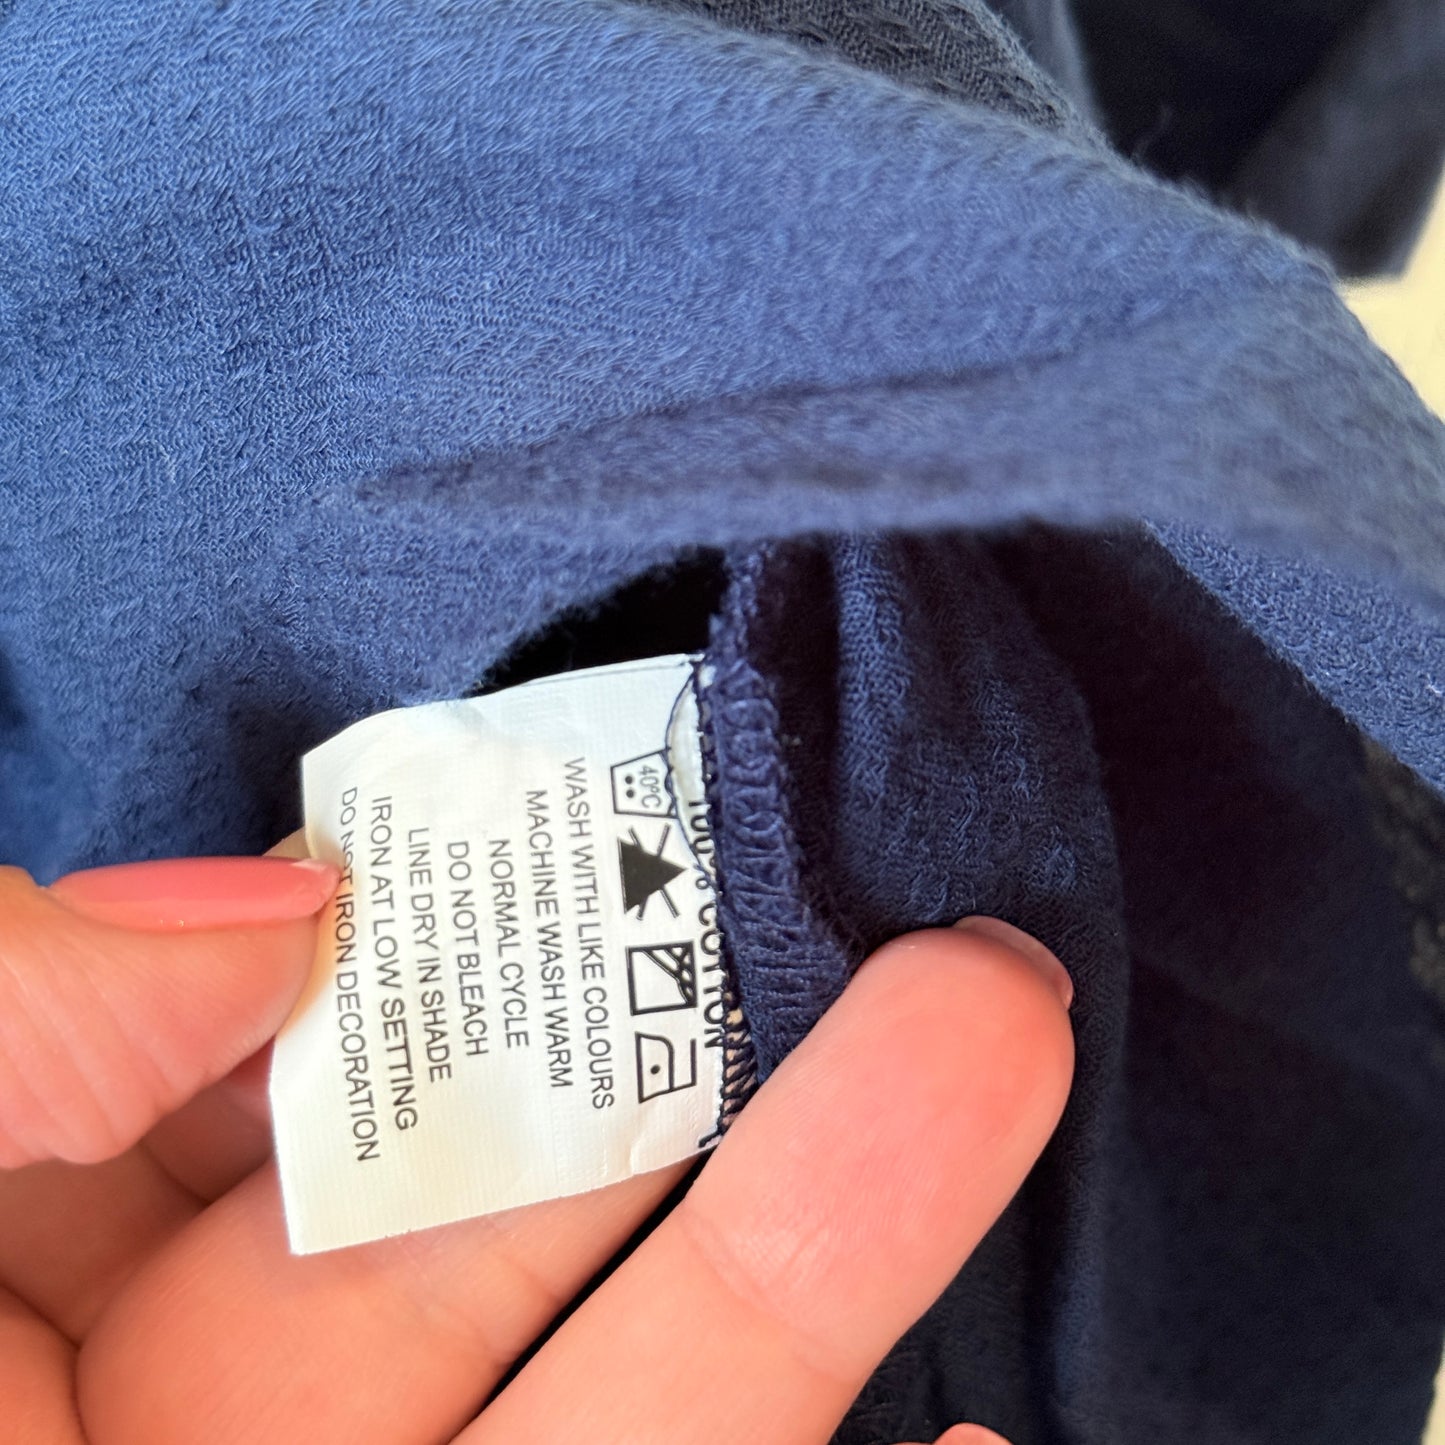 100% COTTON
40°C
WASH WITH LIKE COLOURS
MACHINE WASH WARM
NORMAL CYCLE
DO NOT BLEACH
LINE DRY IN SHADE
IRON AT LOW SETTING
DO NOT IRON DECORATION